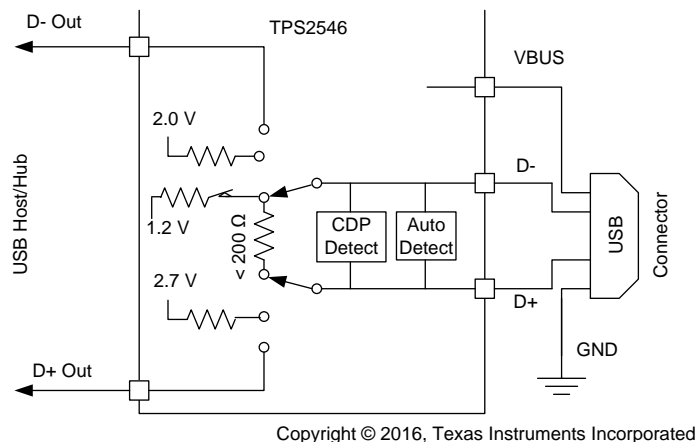 D- Out
TPS2546
VBUS
2.0 V
D-
1.2 V
< 200 Ω
CDP
Detect
Auto
Detect
USB
Connector
USB Host/Hub
2.7 V
D+
GND
D+ Out
Copyright © 2016, Texas Instruments Incorporated